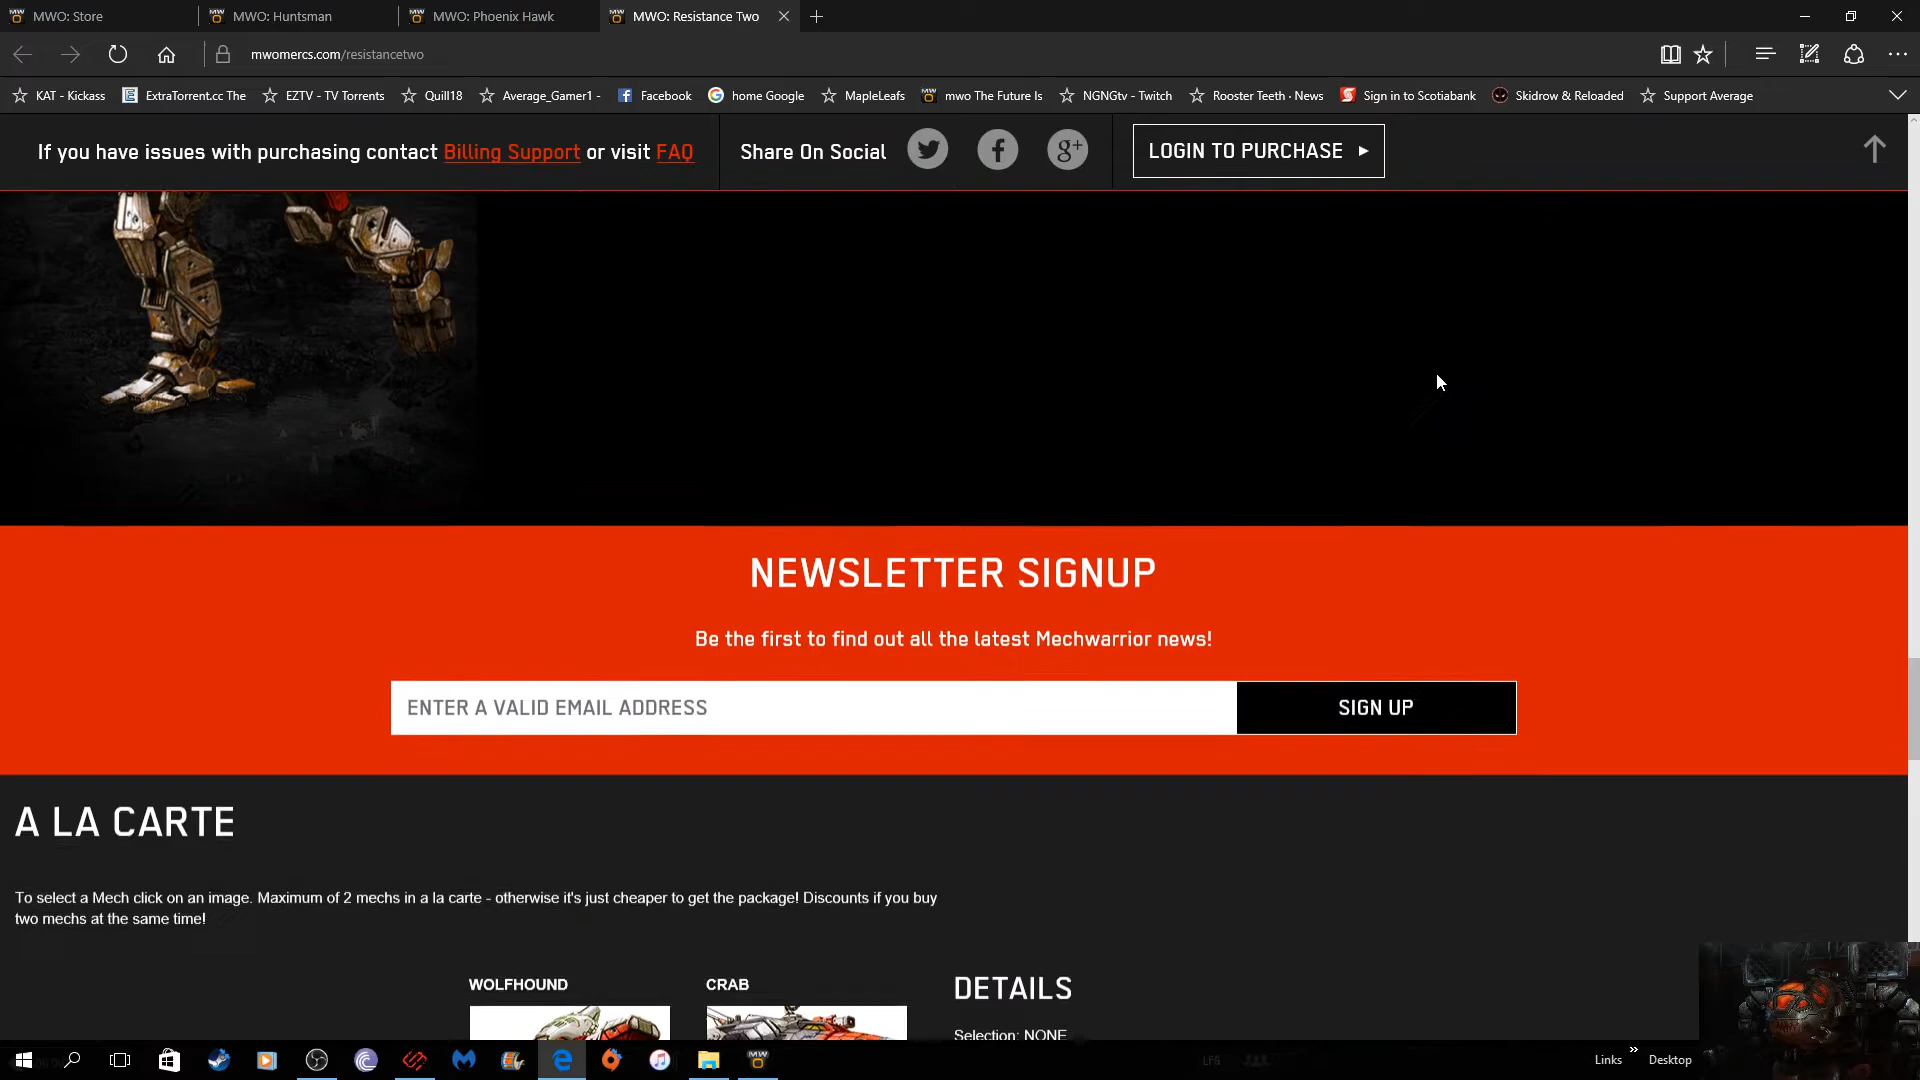 MWO: Store
MWO: Huntsman
MWO: Phoenix Hawk
MWO: Resistance Two
mwomercs.com/resistancetwo
KAT - Kickass
ExtraTorrent.cc The
EZTV - TV Torrents
Quill18
Average_Gamer1 -
Facebook
home Google
MapleLeafs
mwo The Future Is
NGNGtv - Twitch
Rooster Teeth · News
Sign in to Scotiabank
Skidrow & Reloaded
Support Average
If you have issues with purchasing contact Billing Support or visit FAQ
Share On Social
LOGIN TO PURCHASE
NEWSLETTER SIGNUP
Be the first to find out all the latest Mechwarrior news!
ENTER A VALID EMAIL ADDRESS
SIGN UP
A LA CARTE
To select a Mech click on an image. Maximum of 2 mechs in a la carte - otherwise it's just cheaper to get the package! Discounts if you buy
two mechs at the same time!
WOLFHOUND
CRAB
DETAILS
Selection: NONE
LFG
Links
Desktop